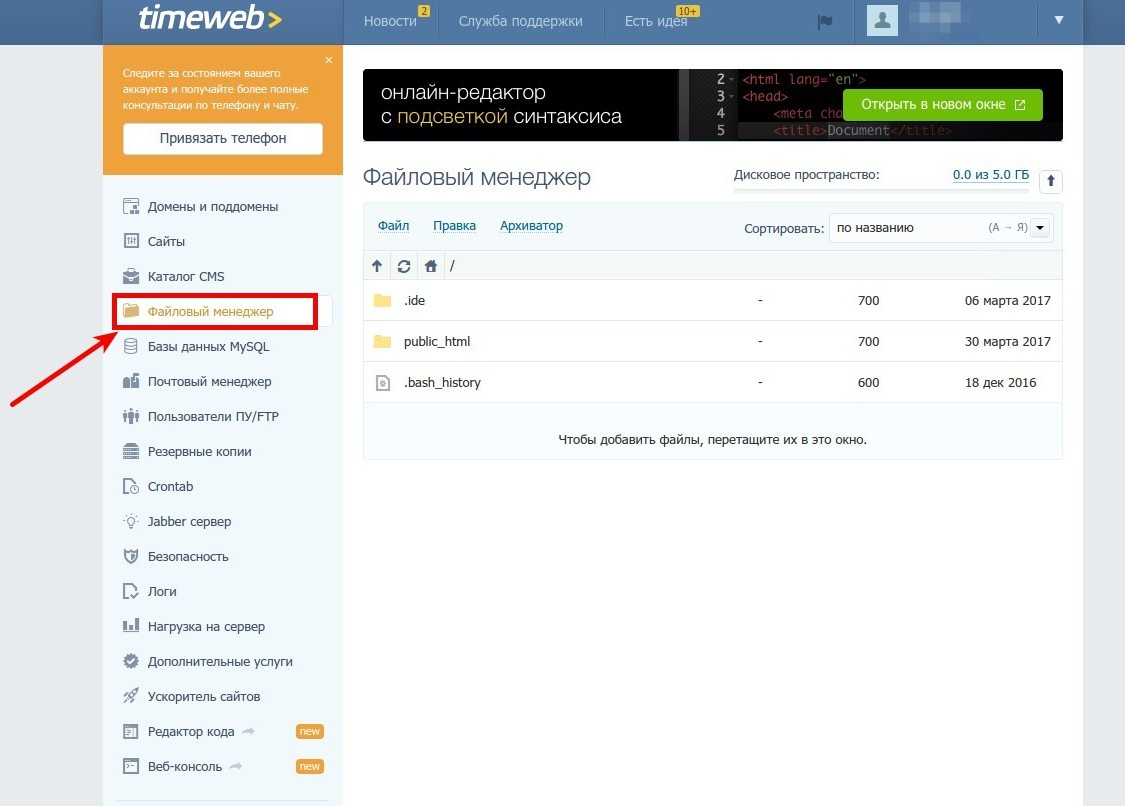 timeweb>
Новости 2
Служба поддержки
Есть идея 10+
Следите за состоянием вашего
аккаунта и получайте более полные
консультации по телефону и чату.
Привязать телефон
Домены и поддомены
Сайты
Каталог CMS
Файловый менеджер
Базы данных MySQL
Почтовый менеджер
Пользователи ПУ/FTP
Резервные копии
Crontab
Jabber сервер
Безопасность
Логи
Нагрузка на сервер
Дополнительные услуги
Ускоритель сайтов
Редактор кода new
Веб-консоль new
онлайн-редактор
с подсветкой синтаксиса
2 <html lang="en">
3 <head>
4 <meta cha
5 <title>Document</title>
Открыть в новом окне
Файловый менеджер
Дисковое пространство: 0.0 из 5.0 ГБ
Файл Правка Архиватор
Сортировать: по названию (А → Я)
/
.ide - 700 06 марта 2017
public_html - 700 30 марта 2017
.bash_history - 600 18 дек 2016
Чтобы добавить файлы, перетащите их в это окно.